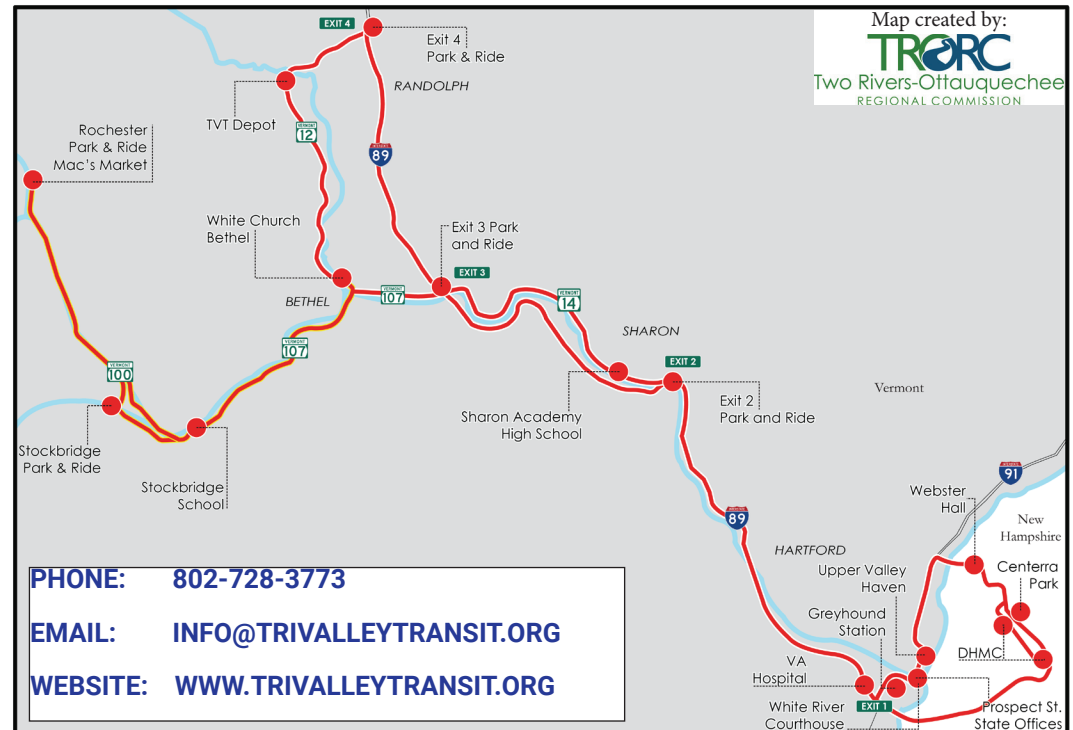 Map created by:
TRORC
Two Rivers-Ottauquechee
REGIONAL COMMISSION
EXIT 4
Exit 4
Park & Ride
RANDOLPH
TVT Depot
VERMONT
12
89
Rochester
Park & Ride
Mac's Market
White Church
Bethel
Exit 3 Park
and Ride
EXIT 3
BETHEL
VERMONT
107
VERMONT
14
SHARON
VERMONT
107
EXIT 2
VERMONT
100
Sharon Academy
High School
Exit 2
Park and Ride
Vermont
Stockbridge
Park & Ride
Stockbridge
School
91
Webster
Hall
89
New
Hampshire
HARTFORD
Upper Valley
Haven
Centerra
Park
Greyhound
Station
DHMC
VA
Hospital
EXIT 1
White River
Courthouse
Prospect St.
State Offices
PHONE: 802-728-3773
EMAIL: INFO@TRIVALLEYTRANSIT.ORG
WEBSITE: WWW.TRIVALLEYTRANSIT.ORG